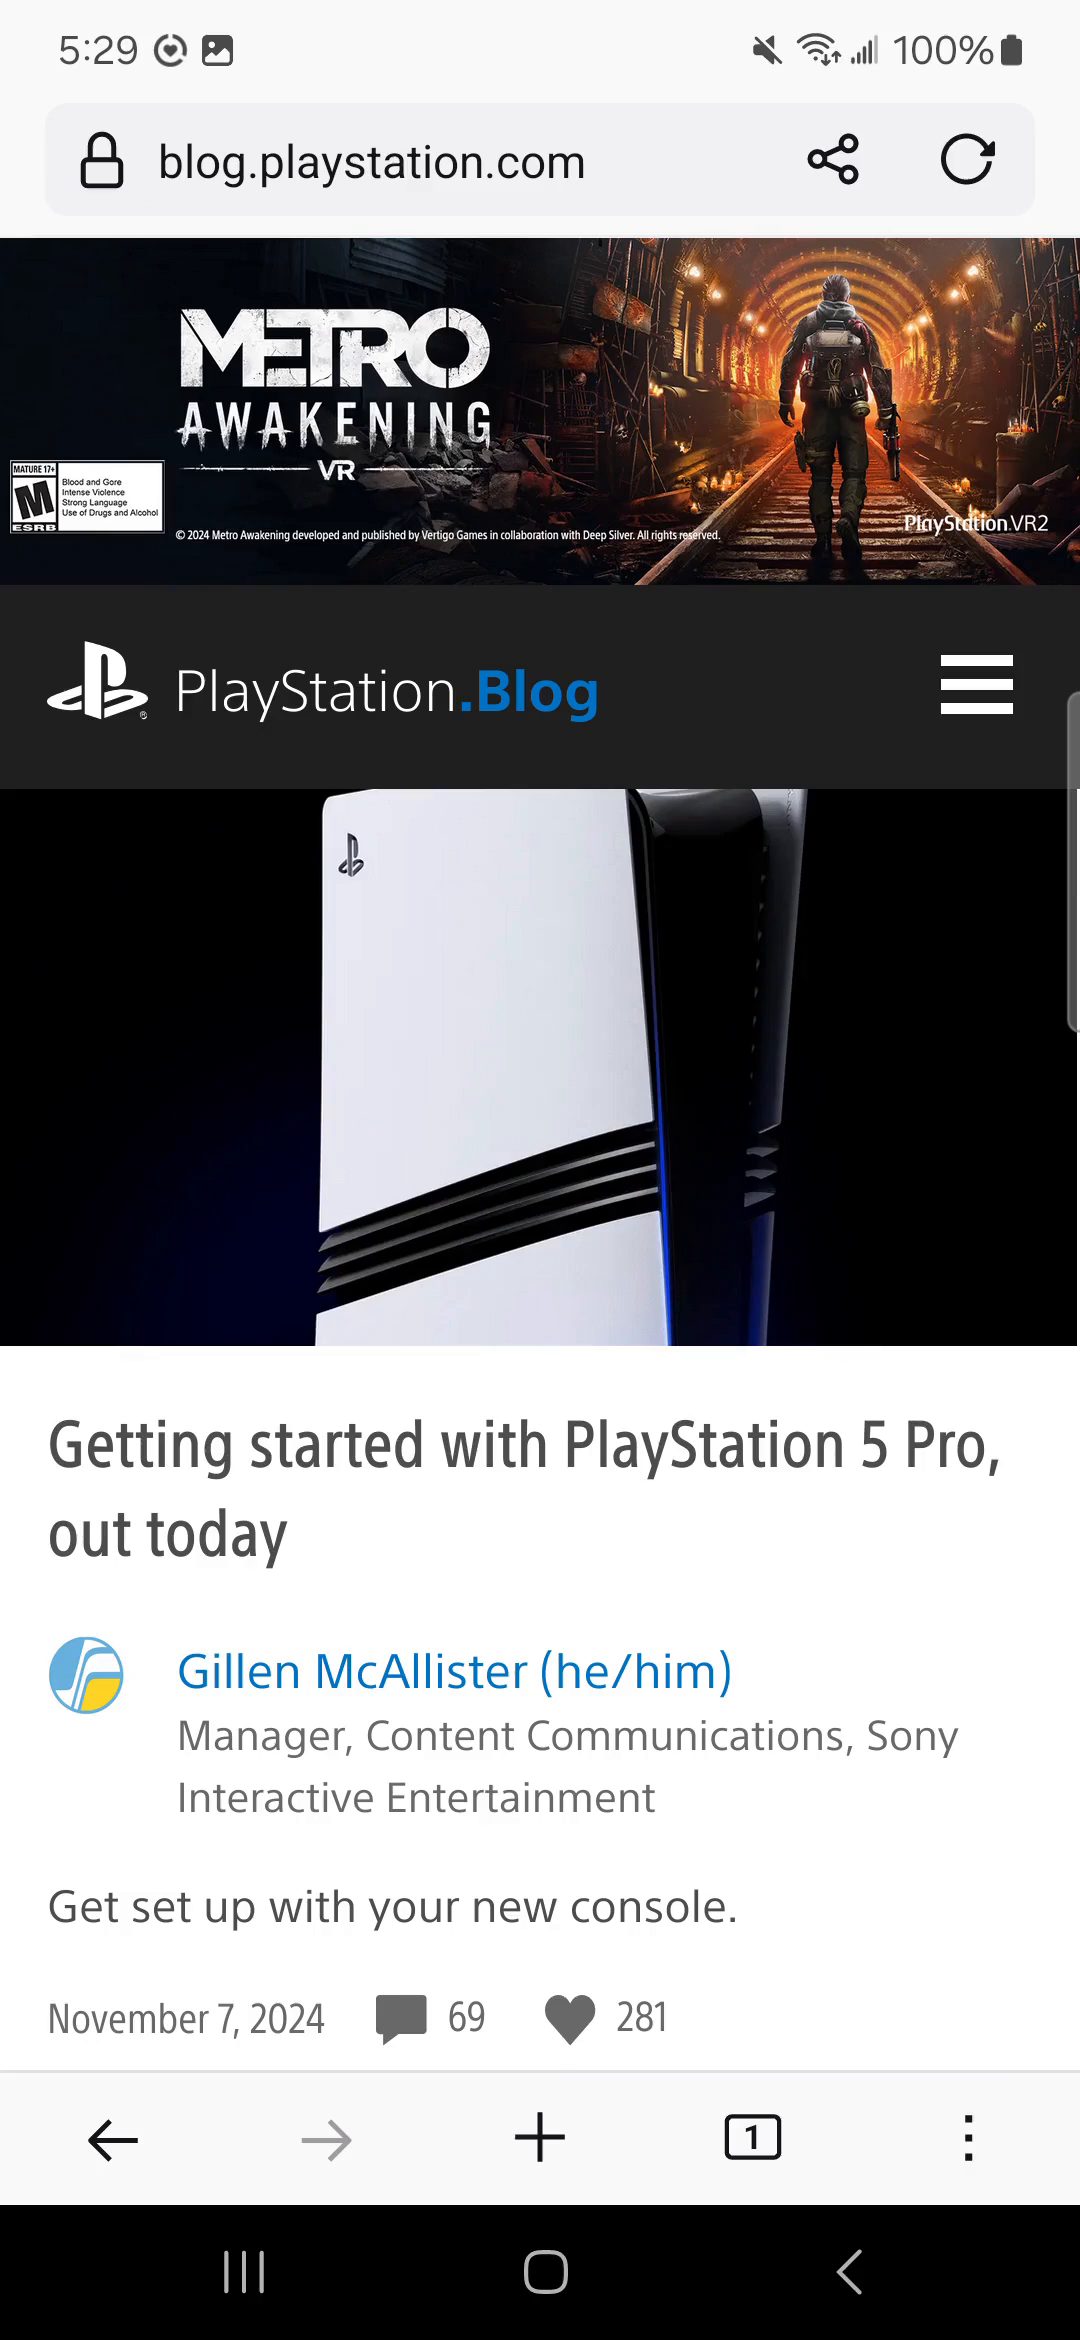 5:29
100%
blog.playstation.com
METRO
AWAKENING
VR
MATURE 17+
M
ESRB
Blood and Gore
Intense Violence
Strong Language
Use of Drugs and Alcohol
© 2024 Metro Awakening developed and published by Vertigo Games in collaboration with Deep Silver. All rights reserved.
PlayStation.VR2
PlayStation.Blog
Getting started with PlayStation 5 Pro,
out today
Gillen McAllister (he/him)
Manager, Content Communications, Sony
Interactive Entertainment
Get set up with your new console.
November 7, 2024 69 281
1